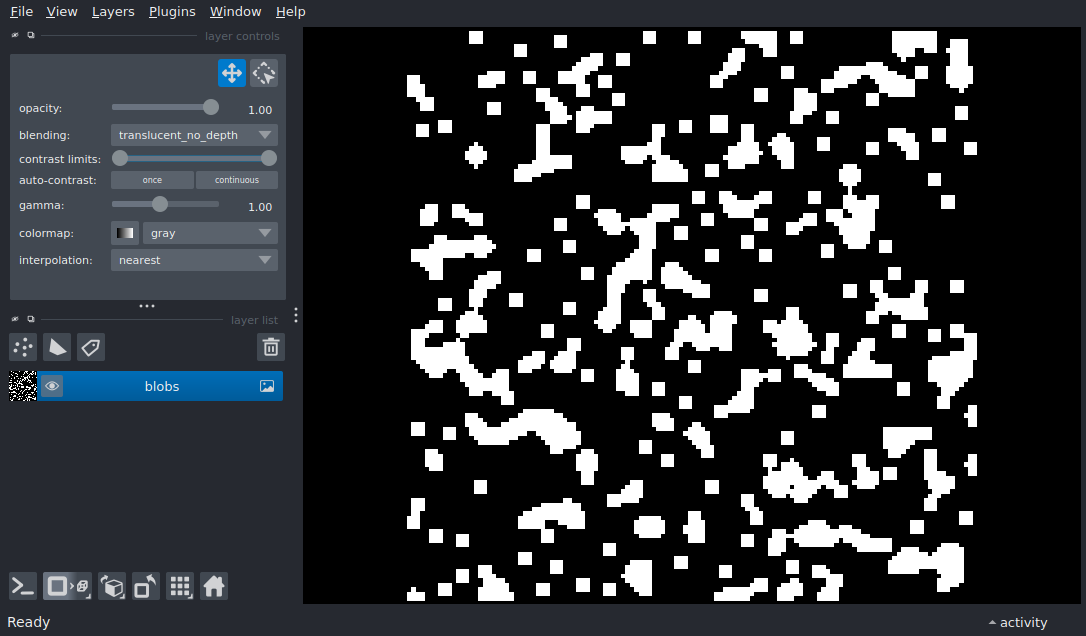 File View Layers Plugins Window Help
layer controls
opacity: 1.00
blending: translucent_no_depth
contrast limits:
auto-contrast: once continuous
gamma: 1.00
colormap: gray
interpolation: nearest
layer list
blobs
Ready activity